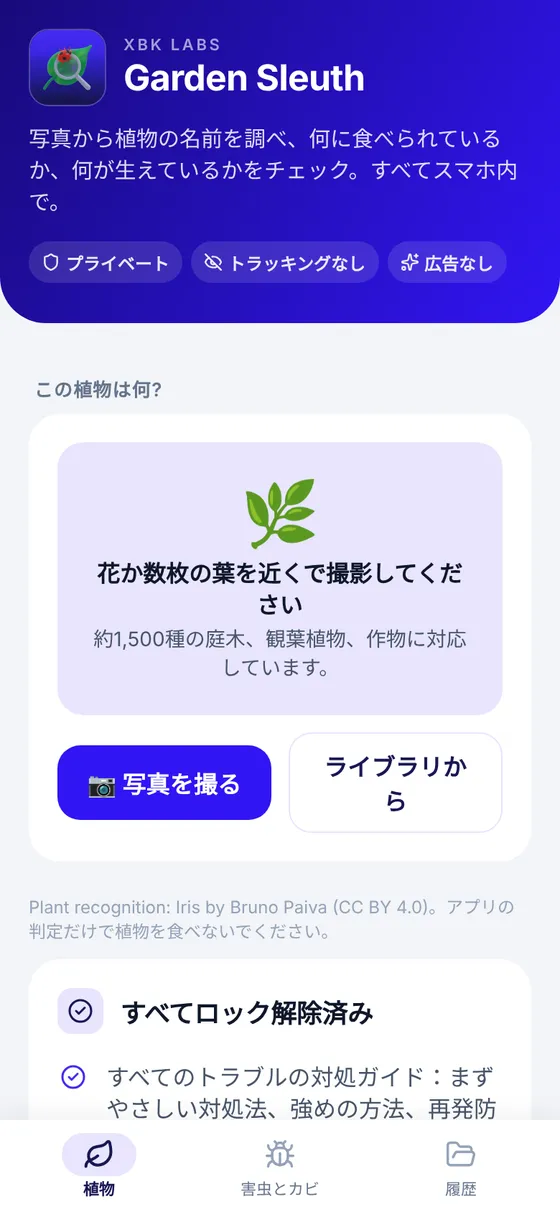 XBK LABS
Garden Sleuth
写真から植物の名前を調べ、何に食べられている
か、何が生えているかをチェック。すべてスマホ内
で。
プライベート
トラッキングなし
広告なし
この植物は何?
花か数枚の葉を近くで撮影してくだ
さい
約1,500種の庭木、観葉植物、作物に対応
しています。
写真を撮る
ライブラリか
ら
Plant recognition: Iris by Bruno Paiva (CC BY 4.0)。アプリの
判定だけで植物を食べないでください。
すべてロック解除済み
すべてのトラブルの対処ガイド：まず
やさしい対処法、強めの方法、再発防
植物
害虫とカビ
履歴